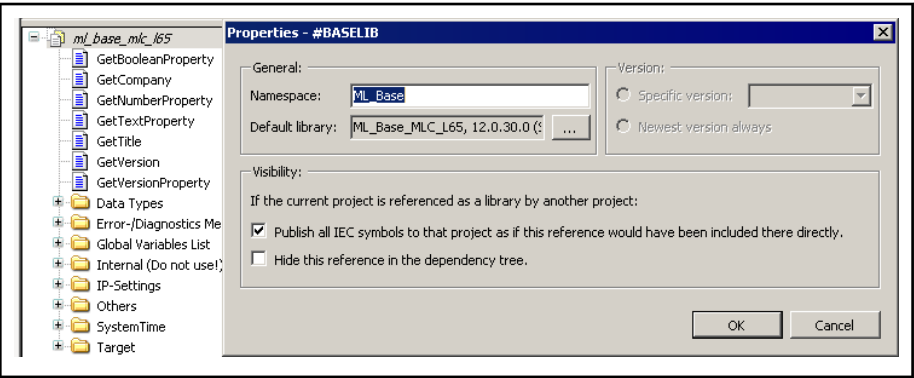 ml_base_mlc_l65
GetBooleanProperty
GetCompany
GetNumberProperty
GetTextProperty
GetTitle
GetVersion
GetVersionProperty
Data Types
Error-/Diagnostics Me
Global Variables List
Internal (Do not use!)
IP-Settings
Others
SystemTime
Target
Properties - #BASELIB
General:
Namespace: ML_Base
Default library: ML_Base_MLC_L65, 12.0.30.0 (S ...
Version:
Specific version:
Newest version always
Visibility:
If the current project is referenced as a library by another project:
Publish all IEC symbols to that project as if this reference would have been included there directly.
Hide this reference in the dependency tree.
OK Cancel